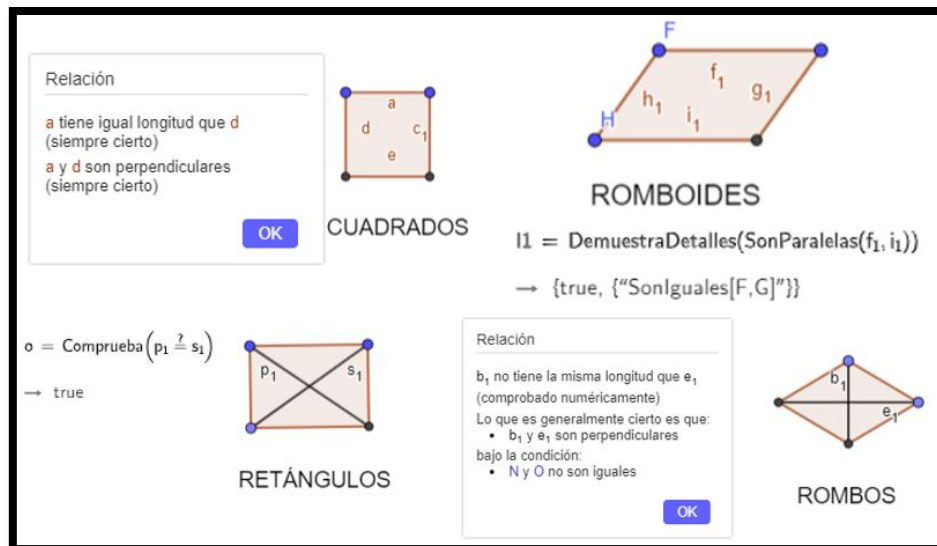 Relación
a tiene igual longitud que d
(siempre cierto)
a y d son perpendiculares
(siempre cierto)
OK
a
d
c₁
e
CUADRADOS
F
f₁
g₁
h₁
H
i₁
ROMBOIDES
l1 = DemuestraDetalles(SonParalelas(f₁, i₁))
→ {true, {“SonIguales[F,G]”}}
o = Comprueba(p₁ ≟ s₁)
→ true
p₁
s₁
RETÁNGULOS
Relación
b₁ no tiene la misma longitud que e₁
(comprobado numéricamente)
Lo que es generalmente cierto es que:
• b₁ y e₁ son perpendiculares
bajo la condición:
• N y O no son iguales
OK
b₁
e₁
ROMBOS